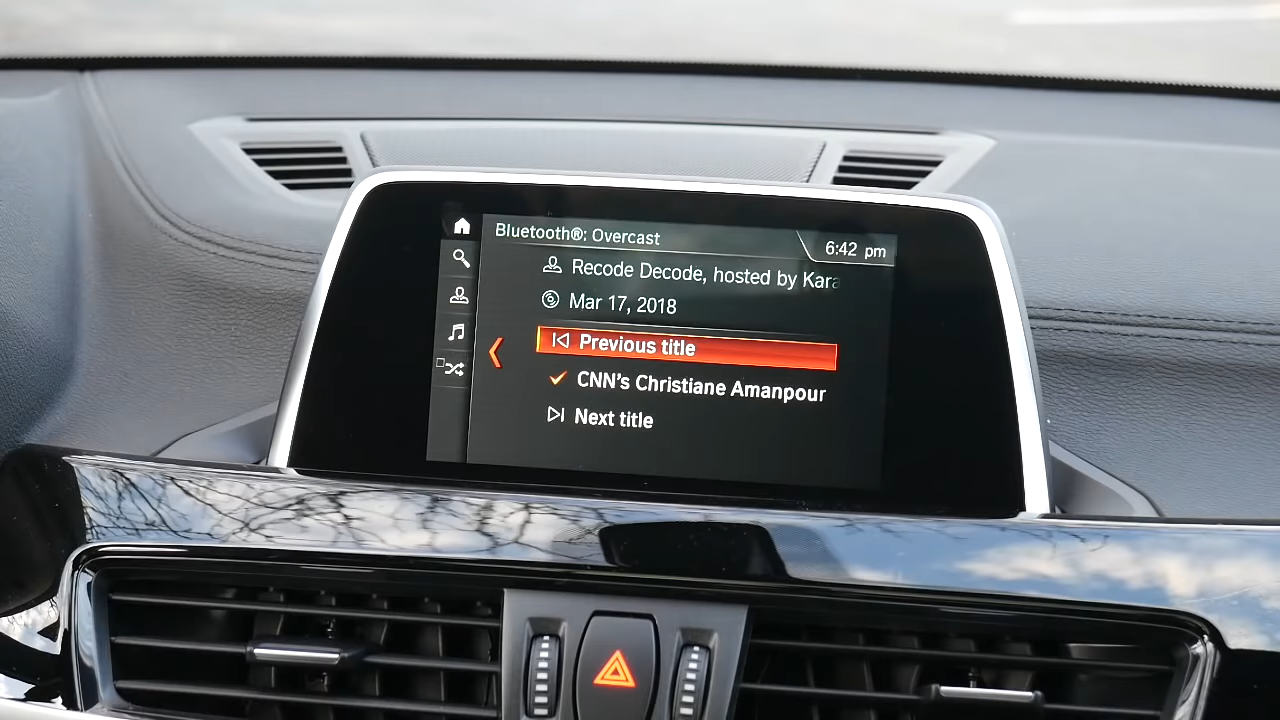 Bluetooth®: Overcast
6:42 pm
Recode Decode, hosted by Kara
Mar 17, 2018
Previous title
CNN's Christiane Amanpour
Next title